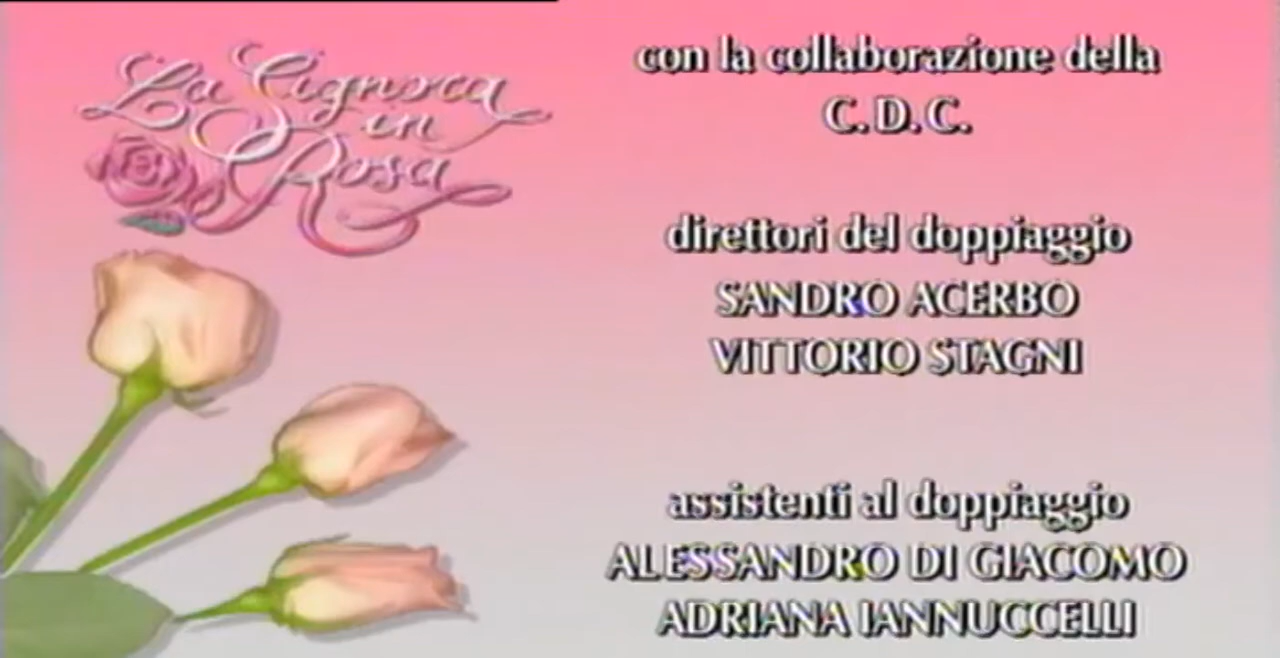 La Signora
in
Rosa
con la collaborazione della
C.D.C.
direttori del doppiaggio
SANDRO ACERBO
VITTORIO STAGNI
assistenti al doppiaggio
ALESSANDRO DI GIACOMO
ADRIANA IANNUCCELLI